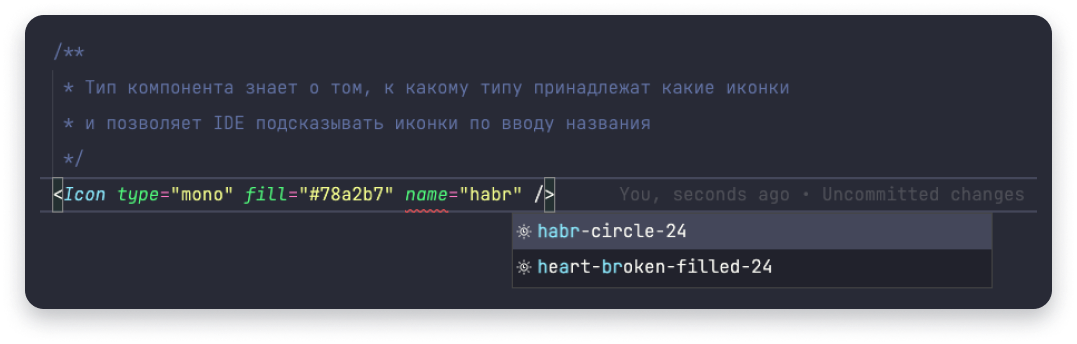 /**
* Тип компонента знает о том, к какому типу принадлежат какие иконки
* и позволяет IDE подсказывать иконки по вводу названия
*/
<Icon type="mono" fill="#78a2b7" name="habr" /> You, seconds ago • Uncommitted changes
habr-circle-24
heart-broken-filled-24